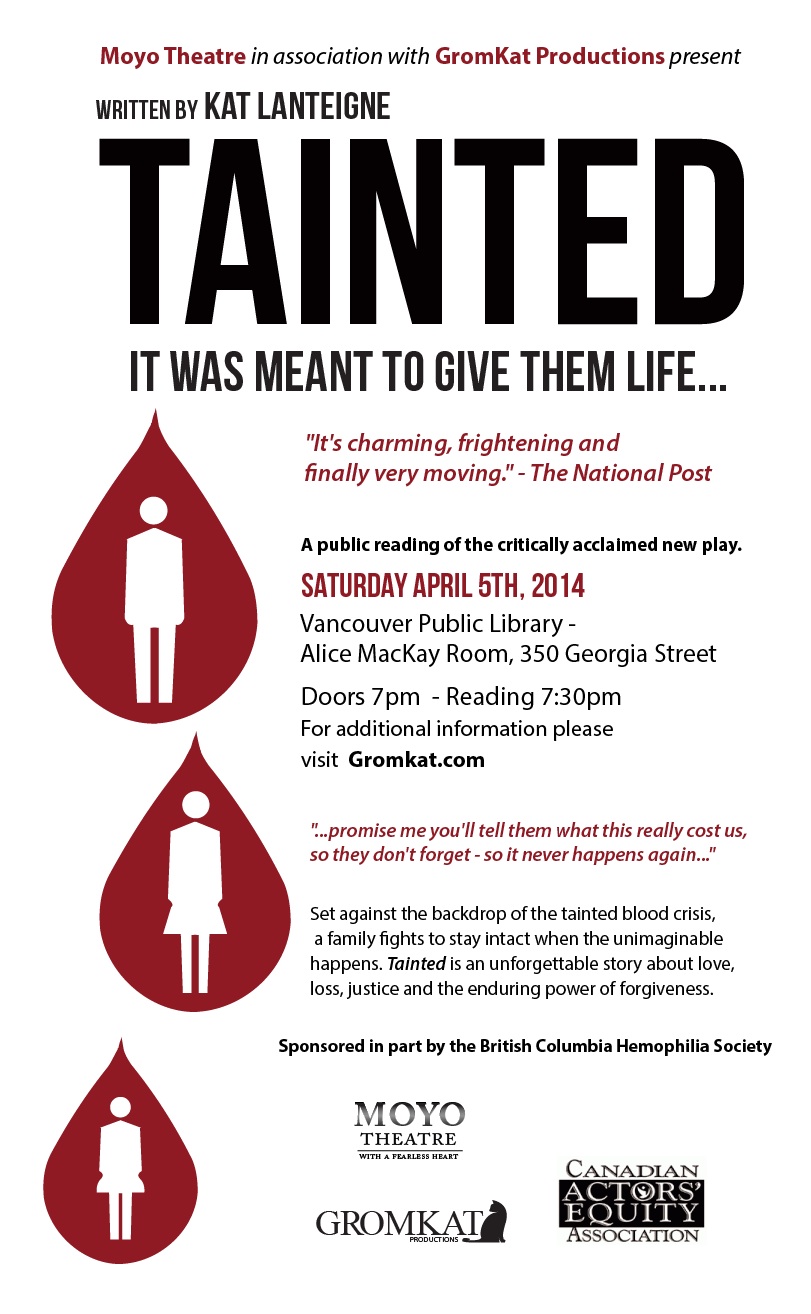 Moyo Theatre in association with GromKat Productions present
WRITTEN BY KAT LANTEIGNE
TAINTED
IT WAS MEANT TO GIVE THEM LIFE...
"It's charming, frightening and
finally very moving." - The National Post
A public reading of the critically acclaimed new play.
SATURDAY APRIL 5TH, 2014
Vancouver Public Library -
Alice MacKay Room, 350 Georgia Street
Doors 7pm - Reading 7:30pm
For additional information please
visit Gromkat.com
"...promise me you'll tell them what this really cost us,
so they don't forget - so it never happens again..."
Set against the backdrop of the tainted blood crisis,
a family fights to stay intact when the unimaginable
happens. Tainted is an unforgettable story about love,
loss, justice and the enduring power of forgiveness.
Sponsored in part by the British Columbia Hemophilia Society
MOYO
THEATRE
WITH A FEARLESS HEART
GROMKAT
PRODUCTIONS
CANADIAN
ACTORS'
EQUITY
ASSOCIATION